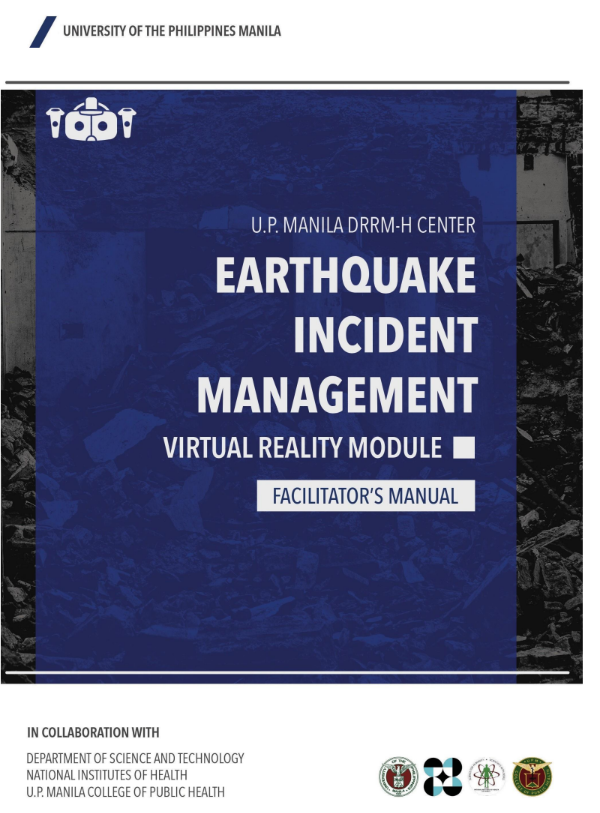 UNIVERSITY OF THE PHILIPPINES MANILA
U.P. MANILA DRRM-H CENTER
EARTHQUAKE
INCIDENT
MANAGEMENT
VIRTUAL REALITY MODULE
FACILITATOR'S MANUAL
IN COLLABORATION WITH
DEPARTMENT OF SCIENCE AND TECHNOLOGY
NATIONAL INSTITUTES OF HEALTH
U.P. MANILA COLLEGE OF PUBLIC HEALTH